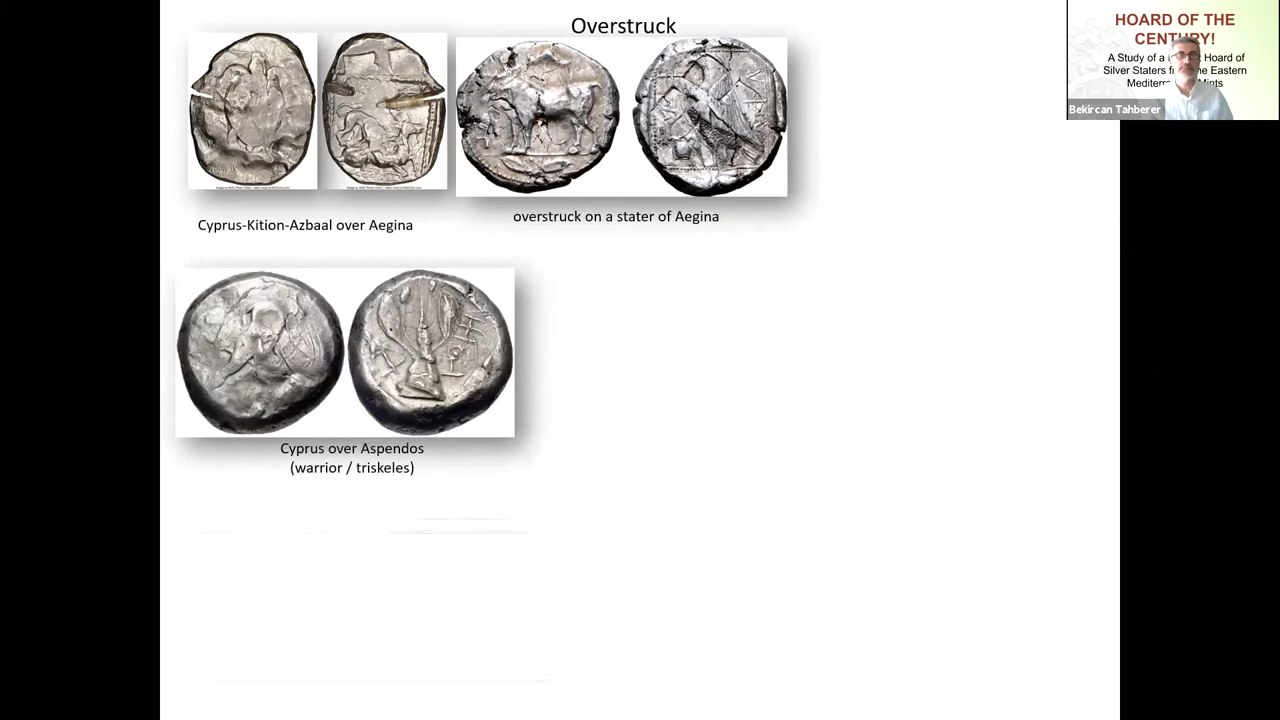 Overstruck
HOARD OF THE
CENTURY!
A Study of a Hoard of
Silver Staters Eastern
Bekircan Tahberer
Cyprus-Kition-Azbaal over Aegina
overstruck on a stater of Aegina
Cyprus over Aspendos
(warrior / triskeles)